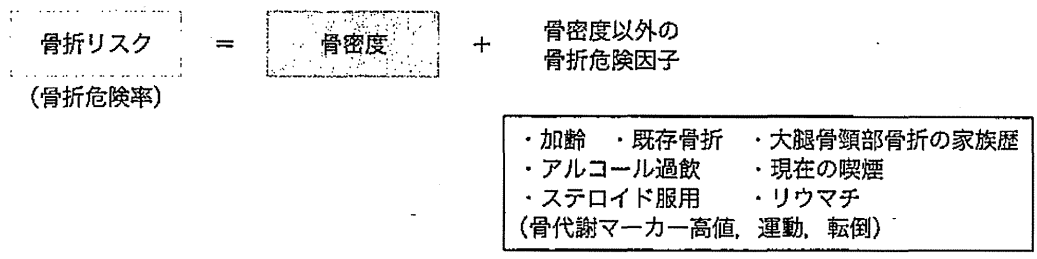 骨折リスク = 骨密度 + 骨密度以外の
骨折危険因子
(骨折危険率)
・加齢 ・既存骨折 ・大腿骨頸部骨折の家族歴
・アルコール過飲 ・現在の喫煙
・ステロイド服用 ・リウマチ
(骨代謝マーカー高値, 運動, 転倒)